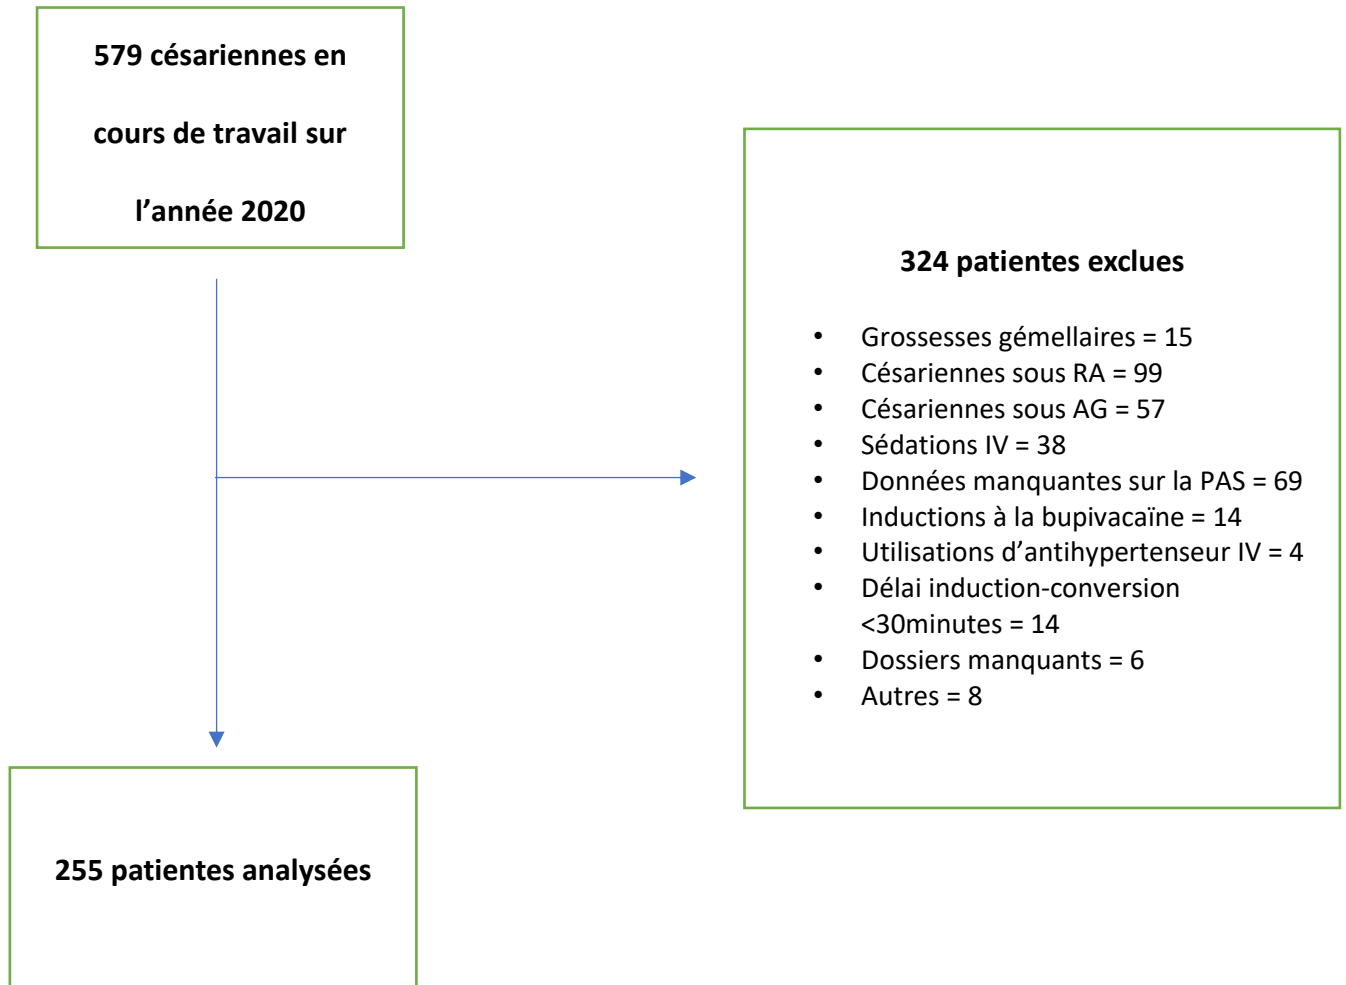 579 césariennes en
cours de travail sur
l’année 2020
324 patientes exclues
• Grossesses gémellaires = 15
• Césariennes sous RA = 99
• Césariennes sous AG = 57
• Sédations IV = 38
• Données manquantes sur la PAS = 69
• Inductions à la bupivacaïne = 14
• Utilisations d’antihypertenseur IV = 4
• Délai induction-conversion
<30minutes = 14
• Dossiers manquants = 6
• Autres = 8
255 patientes analysées